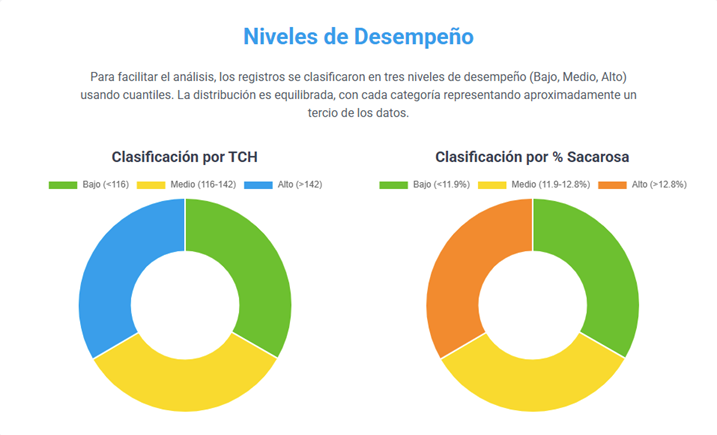 Niveles de Desempeño
Para facilitar el análisis, los registros se clasificaron en tres niveles de desempeño (Bajo, Medio, Alto)
usando cuantiles. La distribución es equilibrada, con cada categoría representando aproximadamente un
tercio de los datos.
Clasificación por TCH
Bajo (<116) Medio (116-142) Alto (>142)
Clasificación por % Sacarosa
Bajo (<11.9%) Medio (11.9-12.8%) Alto (>12.8%)